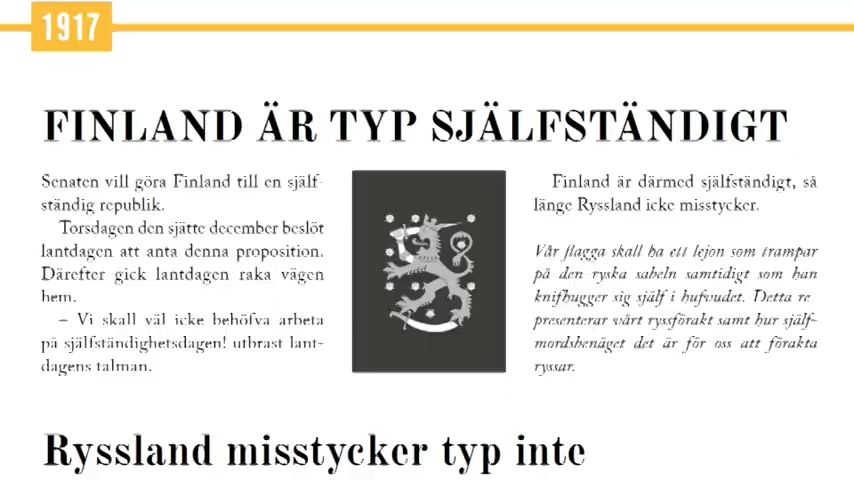 1917
FINLAND ÄR TYP SJÄLFSTÄNDIGT
Senaten vill göra Finland till en själf-
ständig republik.
Torsdagen den sjätte december beslöt
lantdagen att anta denna proposition.
Därefter gick lantdagen raka vägen
hem.
– Vi skall väl icke behöfva arbeta
på själfständighetsdagen! utbrast lant-
dagens talman.
Finland är därmed själfständigt, så
länge Ryssland icke misstycker.
Vår flagga skall ha ett lejon som trampar
på den ryska sabeln samtidigt som han
knifhugger sig själf i hufvudet. Detta re
presenterar vårt ryssförakt samt hur själf-
mordsbenäget det är för oss att förakta
ryssar.
Ryssland misstycker typ inte